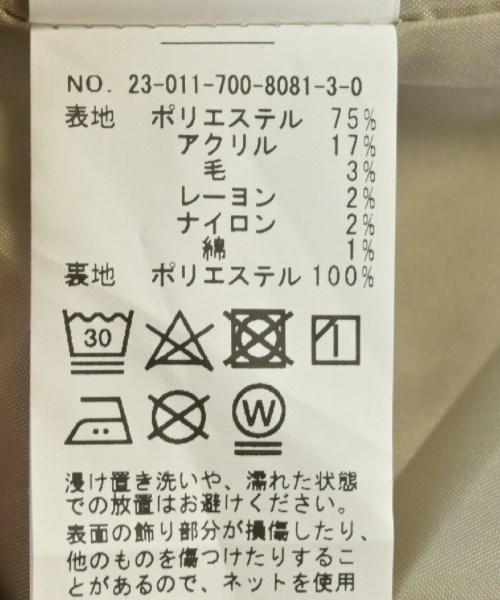 NO. 23-011-700-8081-3-0
表地 ポリエステル 75%
アクリル 17%
毛 3%
レーヨン 2%
ナイロン 2%
綿 1%
裏地 ポリエステル 100%
30
W
浸け置き洗いや、濡れた状態
での放置はお避けください。
表面の飾り部分が損傷したり、
他のものを傷つけたりするこ
とがあるので、ネットを使用